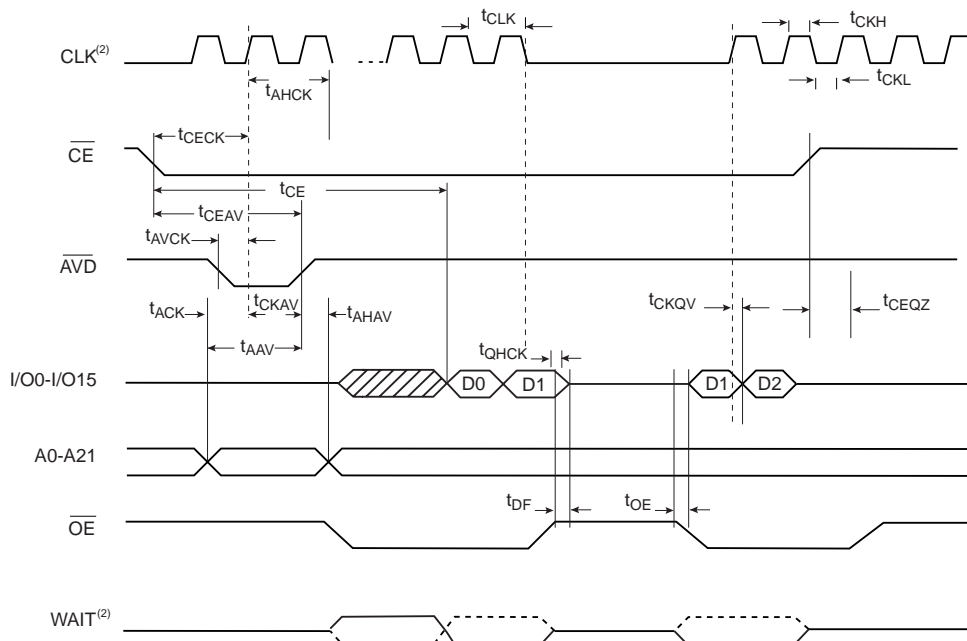 tCLK
tCKH
CLK(2)
tCKL
tAHCK
tCECK
CE
tCE
tCEAV
tAVCK
AVD
tCKAV
tCKQV
tCEQZ
tACK
tAHAV
tAAV
tQHCK
I/O0-I/O15
D0
D1
D1
D2
A0-A21
tDF
tOE
OE
WAIT(2)